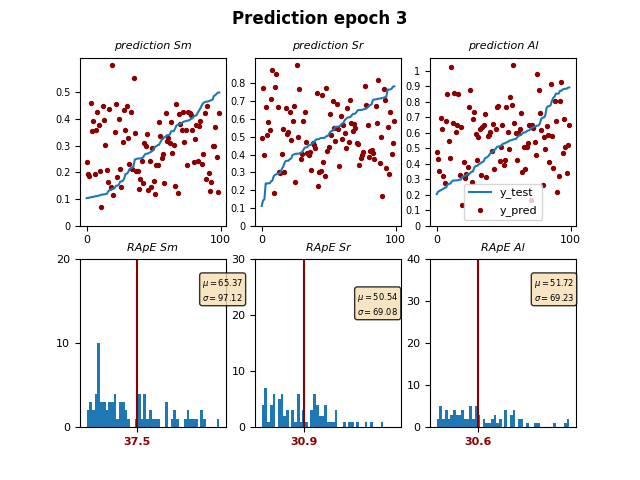 Prediction epoch 3
prediction Sm
prediction Sr
prediction Al
0.5
0.4
0.3
0.2
0.1
0
0.8
0.7
0.6
0.5
0.4
0.3
0.2
0.1
0
1
0.9
0.8
0.7
0.6
0.5
0.4
0.3
0.2
0.1
0
y_test
y_pred
0 100
0 100
0 100
RApE Sm
RApE Sr
RApE Al
20
10
0
μ = 65.37
σ = 97.12
37.5
30
20
10
0
μ = 50.54
σ = 69.08
30.9
40
30
20
10
0
μ = 51.72
σ = 69.23
30.6